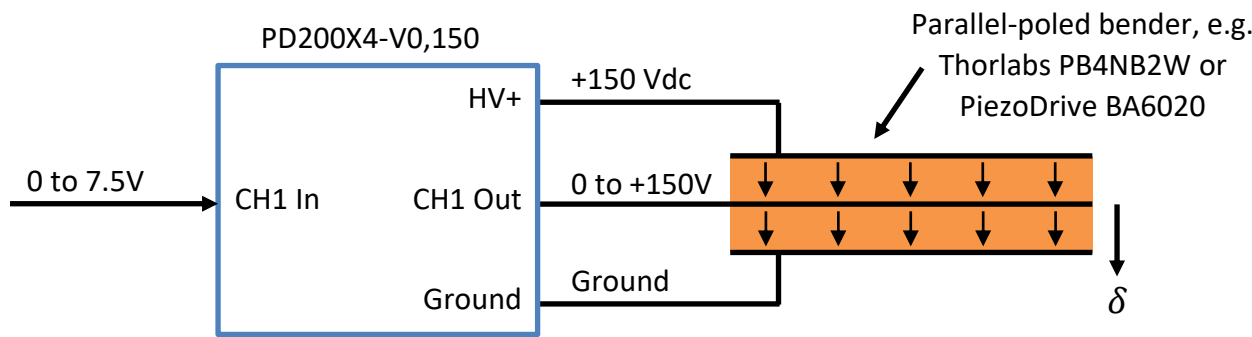 PD200X4-V0,150
Parallel-poled bender, e.g.
Thorlabs PB4NB2W or
PiezoDrive BA6020
HV+
+150 Vdc
0 to 7.5V
CH1 In
CH1 Out
0 to +150V
Ground
Ground
δ